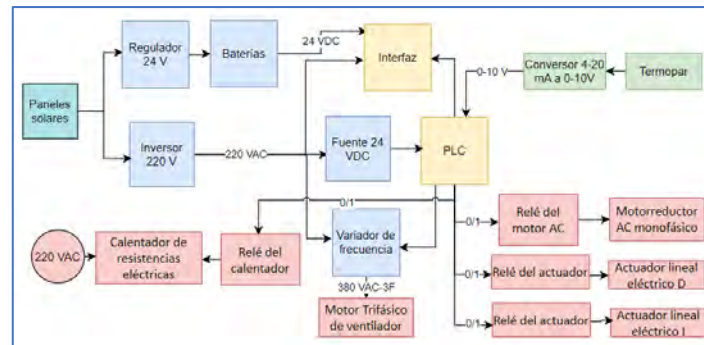 Regulador
24 V
Baterías
24 VDC
Interfaz
0-10 V
Conversor 4-20
mA a 0-10V
Termopar
Paneles
solares
Inversor
220 V
220 VAC
Fuente 24
VDC
PLC
0/1
220 VAC
Calentador de
resistencias
eléctricas
Relé del
calentador
Variador de
frecuencia
0/1
Relé del
motor AC
Motorreductor
AC monofásico
380 VAC-3F
0/1
Relé del actuador
Actuador lineal
eléctrico D
Motor Trifásico
de ventilador
0/1
Relé del actuador
Actuador lineal
eléctrico I